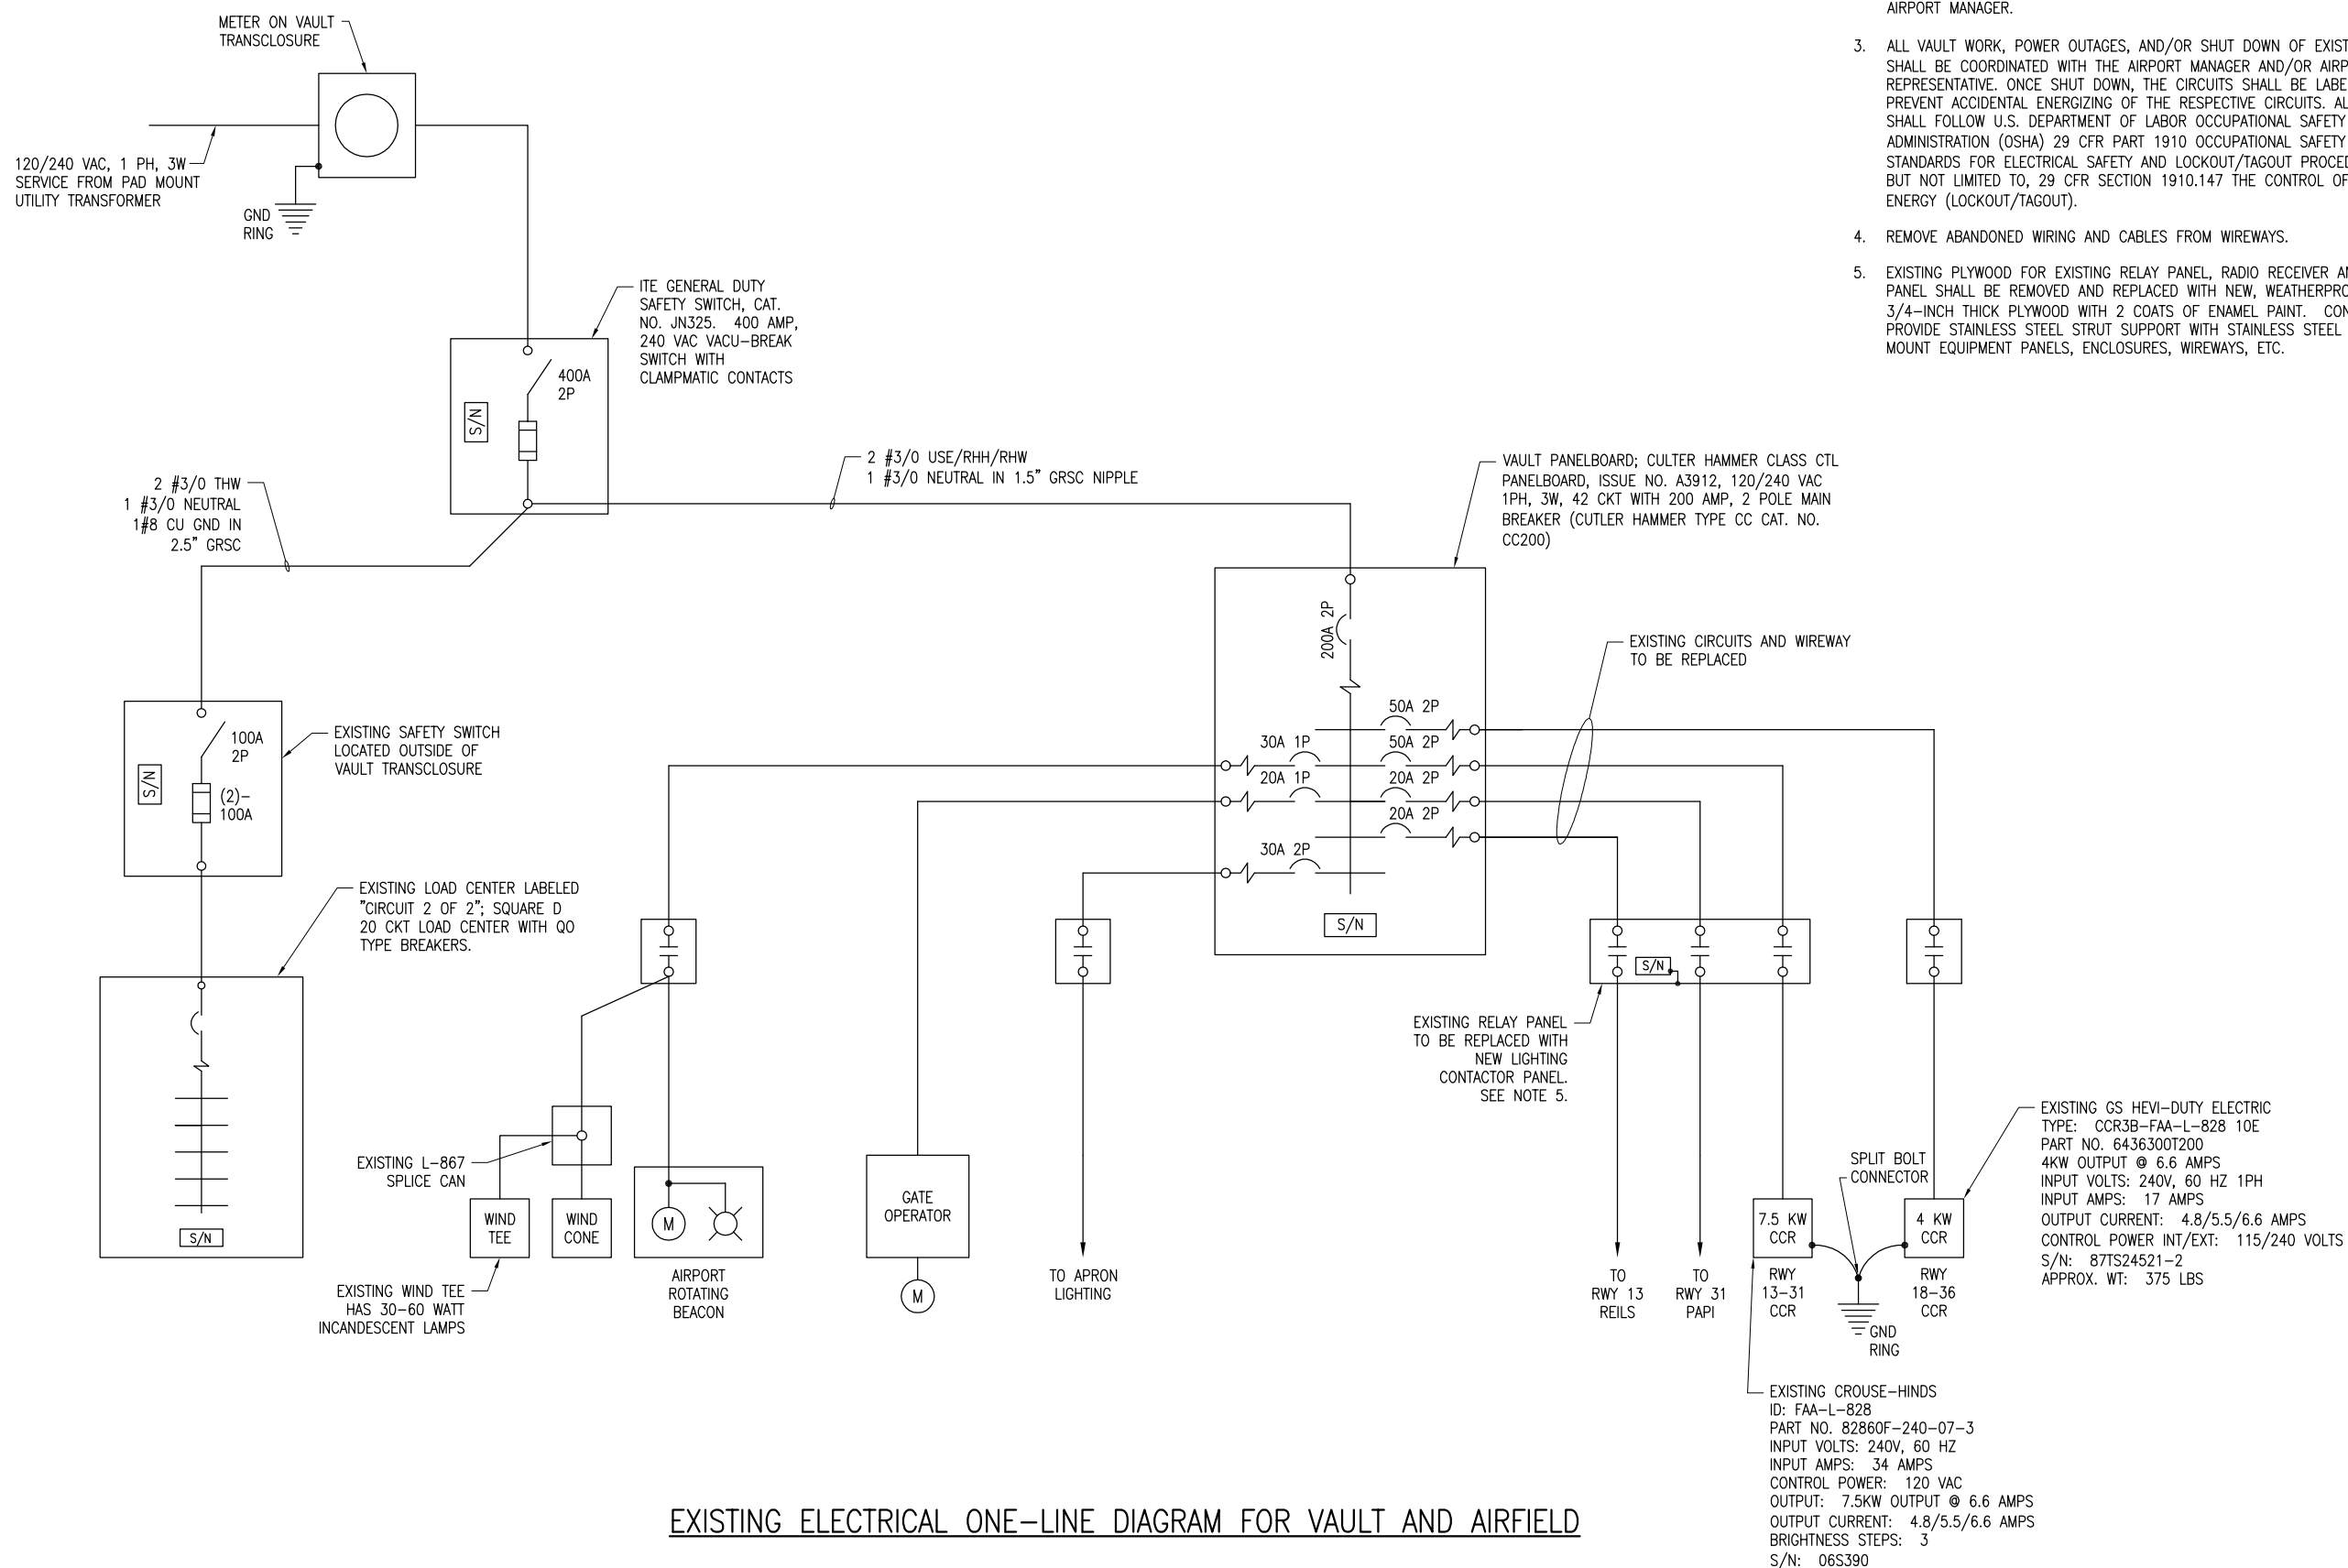 METER ON VAULT
TRANSCLOSURE
120/240 VAC, 1 PH, 3W
SERVICE FROM PAD MOUNT
UTILITY TRANSFORMER
GND
RING
ITE GENERAL DUTY
SAFETY SWITCH, CAT.
NO. JN325. 400 AMP,
240 VAC VACU-BREAK
SWITCH WITH
CLAMPMATIC CONTACTS
400A
2P
S/N
2 #3/0 THW
1 #3/0 NEUTRAL
1#8 CU GND IN
2.5" GRSC
2 #3/0 USE/RHH/RHW
1 #3/0 NEUTRAL IN 1.5" GRSC NIPPLE
VAULT PANELBOARD; CULTER HAMMER CLASS CTL
PANELBOARD, ISSUE NO. A3912, 120/240 VAC
1PH, 3W, 42 CKT WITH 200 AMP, 2 POLE MAIN
BREAKER (CUTLER HAMMER TYPE CC CAT. NO.
CC200)
AIRPORT MANAGER.
3. ALL VAULT WORK, POWER OUTAGES, AND/OR SHUT DOWN OF EXIST
SHALL BE COORDINATED WITH THE AIRPORT MANAGER AND/OR AIRP
REPRESENTATIVE. ONCE SHUT DOWN, THE CIRCUITS SHALL BE LABE
PREVENT ACCIDENTAL ENERGIZING OF THE RESPECTIVE CIRCUITS. AL
SHALL FOLLOW U.S. DEPARTMENT OF LABOR OCCUPATIONAL SAFETY
ADMINISTRATION (OSHA) 29 CFR PART 1910 OCCUPATIONAL SAFETY
STANDARDS FOR ELECTRICAL SAFETY AND LOCKOUT/TAGOUT PROCED
BUT NOT LIMITED TO, 29 CFR SECTION 1910.147 THE CONTROL OF
ENERGY (LOCKOUT/TAGOUT).
4. REMOVE ABANDONED WIRING AND CABLES FROM WIREWAYS.
5. EXISTING PLYWOOD FOR EXISTING RELAY PANEL, RADIO RECEIVER A
PANEL SHALL BE REMOVED AND REPLACED WITH NEW, WEATHERPRO
3/4-INCH THICK PLYWOOD WITH 2 COATS OF ENAMEL PAINT. CON
PROVIDE STAINLESS STEEL STRUT SUPPORT WITH STAINLESS STEEL
MOUNT EQUIPMENT PANELS, ENCLOSURES, WIREWAYS, ETC.
200A 2P
EXISTING CIRCUITS AND WIREWAY
TO BE REPLACED
50A 2P
30A 1P
50A 2P
20A 1P
20A 2P
20A 2P
30A 2P
S/N
100A
2P
S/N
(2)-
100A
EXISTING SAFETY SWITCH
LOCATED OUTSIDE OF
VAULT TRANSCLOSURE
EXISTING LOAD CENTER LABELED
"CIRCUIT 2 OF 2"; SQUARE D
20 CKT LOAD CENTER WITH QO
TYPE BREAKERS.
S/N
S/N
EXISTING RELAY PANEL
TO BE REPLACED WITH
NEW LIGHTING
CONTACTOR PANEL.
SEE NOTE 5.
EXISTING L-867
SPLICE CAN
WIND
TEE
WIND
CONE
M
EXISTING WIND TEE
HAS 30-60 WATT
INCANDESCENT LAMPS
AIRPORT
ROTATING
BEACON
GATE
OPERATOR
M
TO APRON
LIGHTING
TO
RWY 13
REILS
TO
RWY 31
PAPI
7.5 KW
CCR
RWY
13-31
CCR
SPLIT BOLT
CONNECTOR
4 KW
CCR
RWY
18-36
CCR
GND
RING
EXISTING GS HEVI-DUTY ELECTRIC
TYPE: CCR3B-FAA-L-828 10E
PART NO. 6436300T200
4KW OUTPUT @ 6.6 AMPS
INPUT VOLTS: 240V, 60 HZ 1PH
INPUT AMPS: 17 AMPS
OUTPUT CURRENT: 4.8/5.5/6.6 AMPS
CONTROL POWER INT/EXT: 115/240 VOLTS
S/N: 87TS24521-2
APPROX. WT: 375 LBS
EXISTING CROUSE-HINDS
ID: FAA-L-828
PART NO. 82860F-240-07-3
INPUT VOLTS: 240V, 60 HZ
INPUT AMPS: 34 AMPS
CONTROL POWER: 120 VAC
OUTPUT: 7.5KW OUTPUT @ 6.6 AMPS
OUTPUT CURRENT: 4.8/5.5/6.6 AMPS
BRIGHTNESS STEPS: 3
S/N: 06S390
EXISTING ELECTRICAL ONE-LINE DIAGRAM FOR VAULT AND AIRFIELD